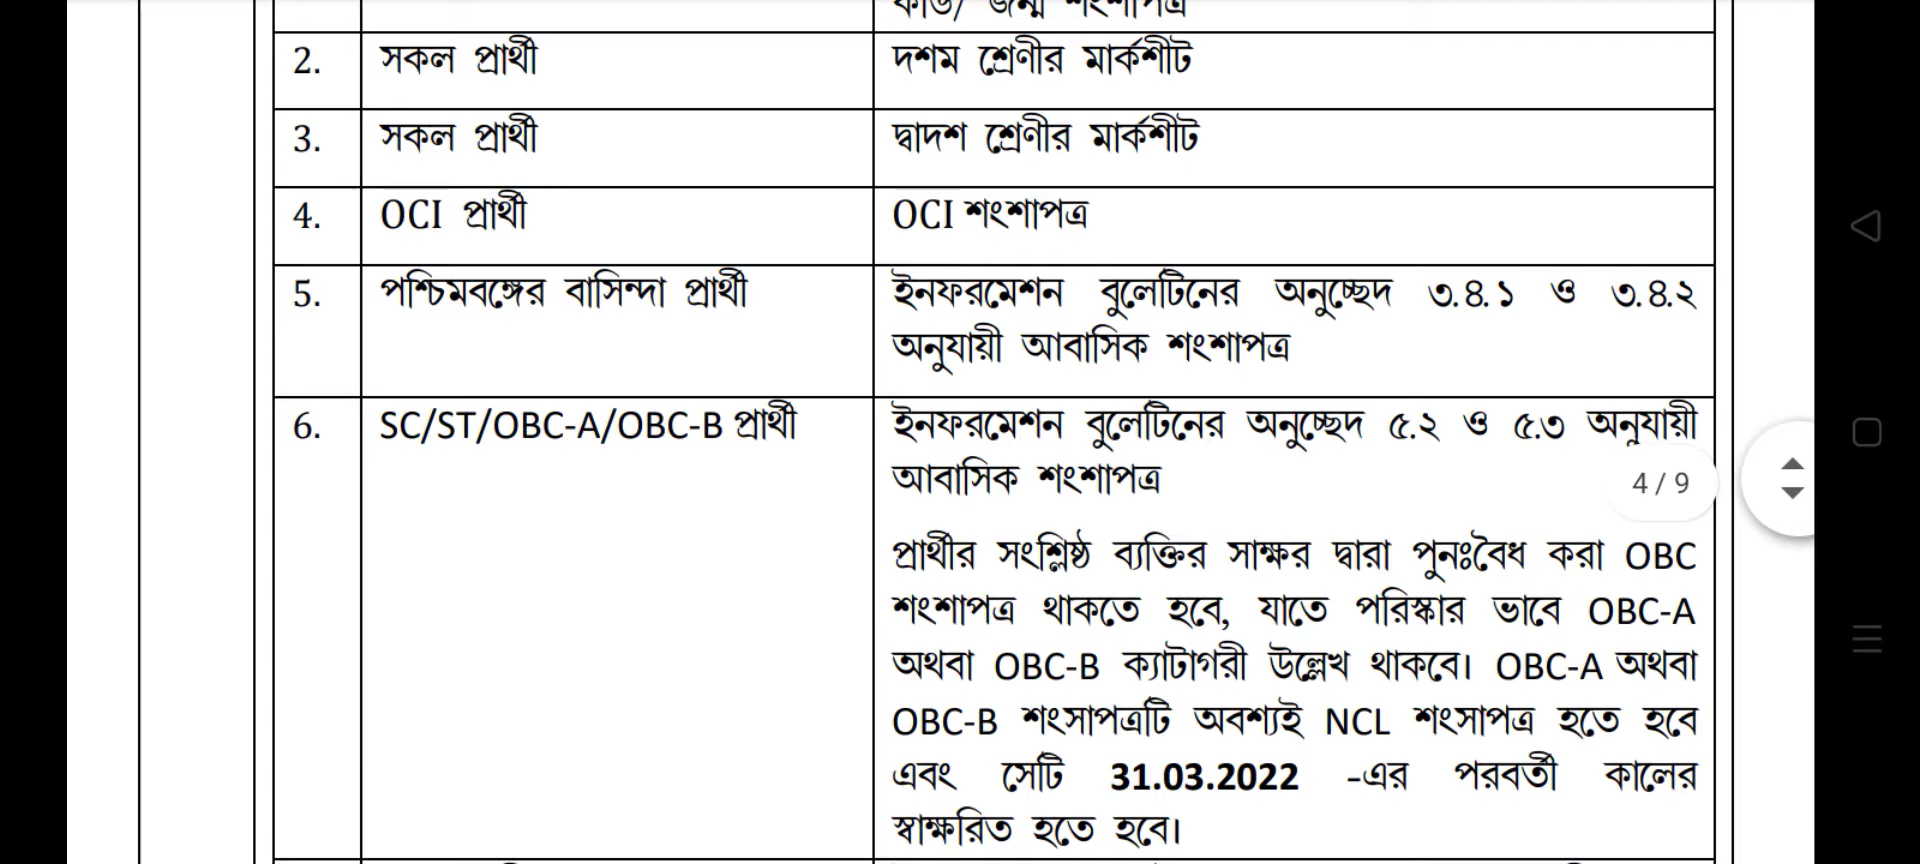 কার্ড/ জন্ম শংশাপত্র
2. সকল প্রার্থী দশম শ্রেণীর মার্কশীট
3. সকল প্রার্থী দ্বাদশ শ্রেণীর মার্কশীট
4. OCI প্রার্থী OCI শংশাপত্র
5. পশ্চিমবঙ্গের বাসিন্দা প্রার্থী ইনফরমেশন বুলেটিনের অনুচ্ছেদ ৩.৪.১ ও ৩.৪.২
অনুযায়ী আবাসিক শংশাপত্র
6. SC/ST/OBC-A/OBC-B প্রার্থী ইনফরমেশন বুলেটিনের অনুচ্ছেদ ৫.২ ও ৫.৩ অনুযায়ী
আবাসিক শংশাপত্র
4 / 9
প্রার্থীর সংশ্লিষ্ঠ ব্যক্তির সাক্ষর দ্বারা পুনঃবৈধ করা OBC
শংশাপত্র থাকতে হবে, যাতে পরিস্কার ভাবে OBC-A
অথবা OBC-B ক্যাটাগরী উল্লেখ থাকবে। OBC-A অথবা
OBC-B শংসাপত্রটি অবশ্যই NCL শংসাপত্র হতে হবে
এবং সেটি 31.03.2022 -এর পরবর্তী কালের
স্বাক্ষরিত হতে হবে।